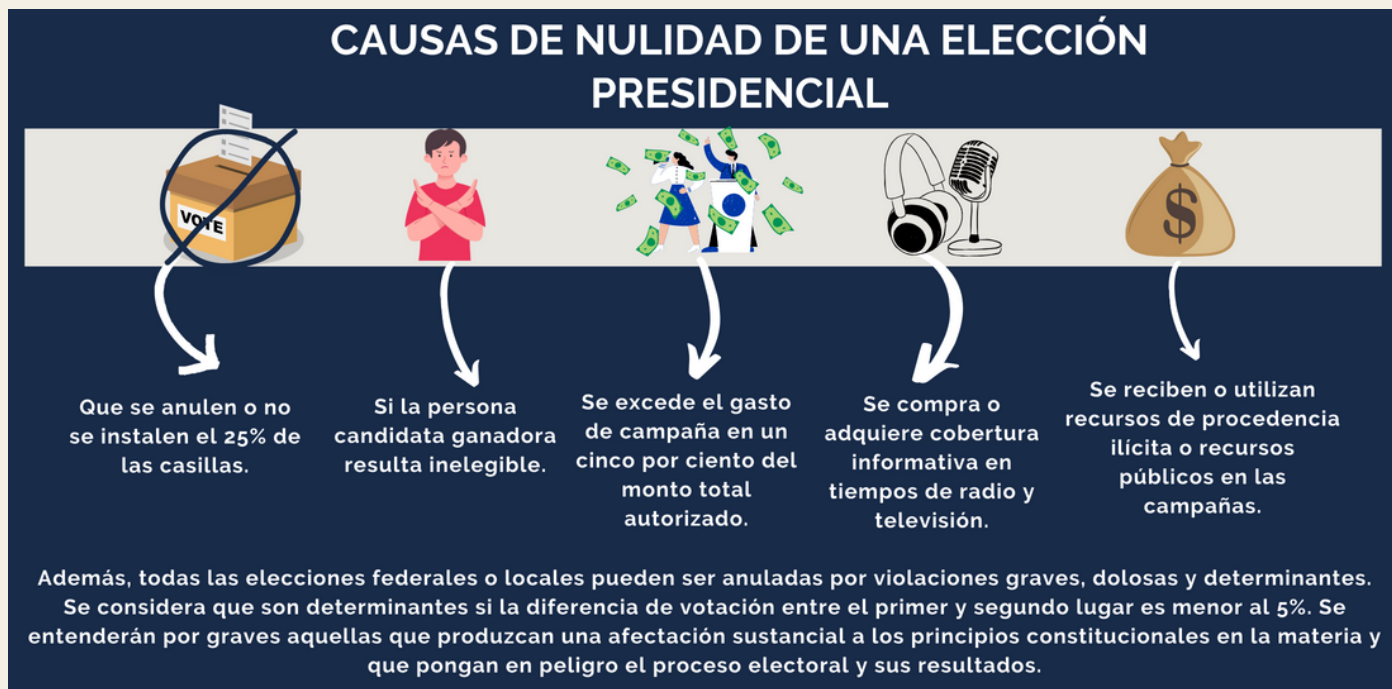 CAUSAS DE NULIDAD DE UNA ELECCIÓN
PRESIDENCIAL
VOTE
$
Que se anulen o no
se instalen el 25% de
las casillas.
Si la persona
candidata ganadora
resulta inelegible.
Se excede el gasto
de campaña en un
cinco por ciento del
monto total
autorizado.
Se compra o
adquiere cobertura
informativa en
tiempos de radio y
televisión.
Se reciben o utilizan
recursos de procedencia
ilícita o recursos
públicos en las
campañas.
Además, todas las elecciones federales o locales pueden ser anuladas por violaciones graves, dolosas y determinantes.
Se considera que son determinantes si la diferencia de votación entre el primer y segundo lugar es menor al 5%. Se
entenderán por graves aquellas que produzcan una afectación sustancial a los principios constitucionales en la materia y
que pongan en peligro el proceso electoral y sus resultados.